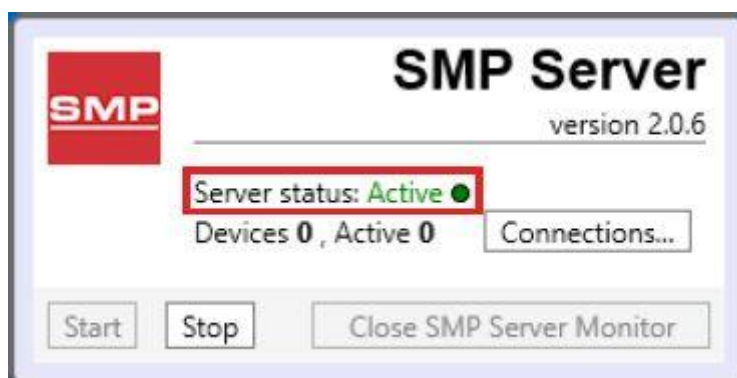 SMP
SMP Server
version 2.0.6
Server status: Active
Devices 0 , Active 0
Connections...
Start
Stop
Close SMP Server Monitor